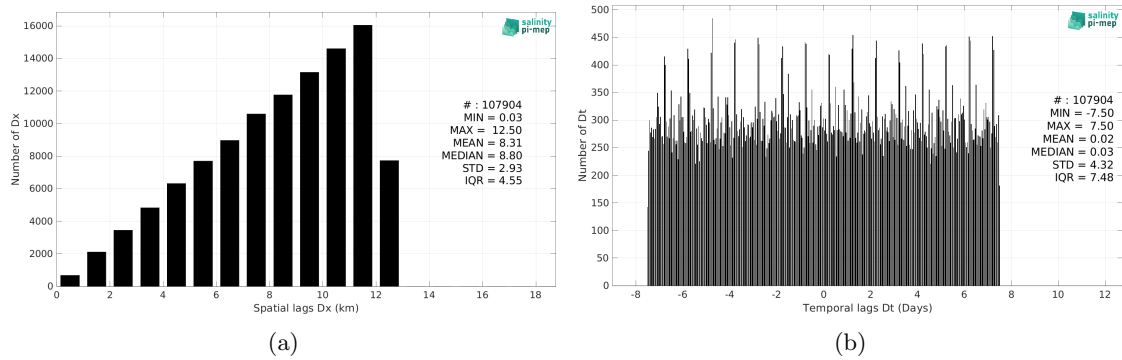 16000
14000
12000
10000
8000
6000
4000
2000
0
Number of Dx
0 2 4 6 8 10 12 14 16 18
Spatial lags Dx (km)
salinity
pi-mep
# : 107904
MIN = 0.03
MAX = 12.50
MEAN = 8.31
MEDIAN = 8.80
STD = 2.93
IQR = 4.55
(a)
500
450
400
350
300
250
200
150
100
50
0
Number of Dt
-8 -6 -4 -2 0 2 4 6 8 10 12
Temporal lags Dt (Days)
salinity
pi-mep
# : 107904
MIN = -7.50
MAX = 7.50
MEAN = 0.02
MEDIAN = 0.03
STD = 4.32
IQR = 7.48
(b)